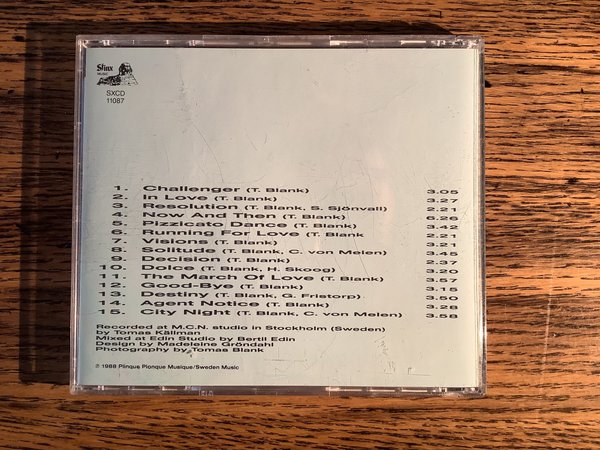 Sfinx
MUSIC
SXCD
11087
1. Challenger (T. Blank) 3.05
2. In Love (T. Blank) 3.27
3. Resolution (T. Blank, S. Sjönvall) 2.21
4. Now And Then (T. Blank) 6.26
5. Pizzicato Dance (T. Blank) 3.42
6. Running For Love (T. Blank 2.21
7. Visions (T. Blank) 3.21
8. Solitude (T. Blank, C. von Melen) 3.45
9. Decision (T. Blank) 2.37
10. Dolce (T. Blank, H. Skoog) 3.20
11. The March Of Love (T. Blank) 3.57
12. Good-Bye (T. Blank) 3.15
13. Destiny (T. Blank, G. Fristorp) 3.50
14. Agent Notice (T. Blank) 3.28
15. City Night (T. Blank, C. von Melen) 3.58
Recorded at M.C.N. studio in Stockholm (Sweden)
by Tomas Källman
Mixed at Edin Studio by Bertil Edin
Design by Madeleine Gröndahl
Photography by Tomas Blank
℗ 1988 Plinque Plonque Musique/Sweden Music